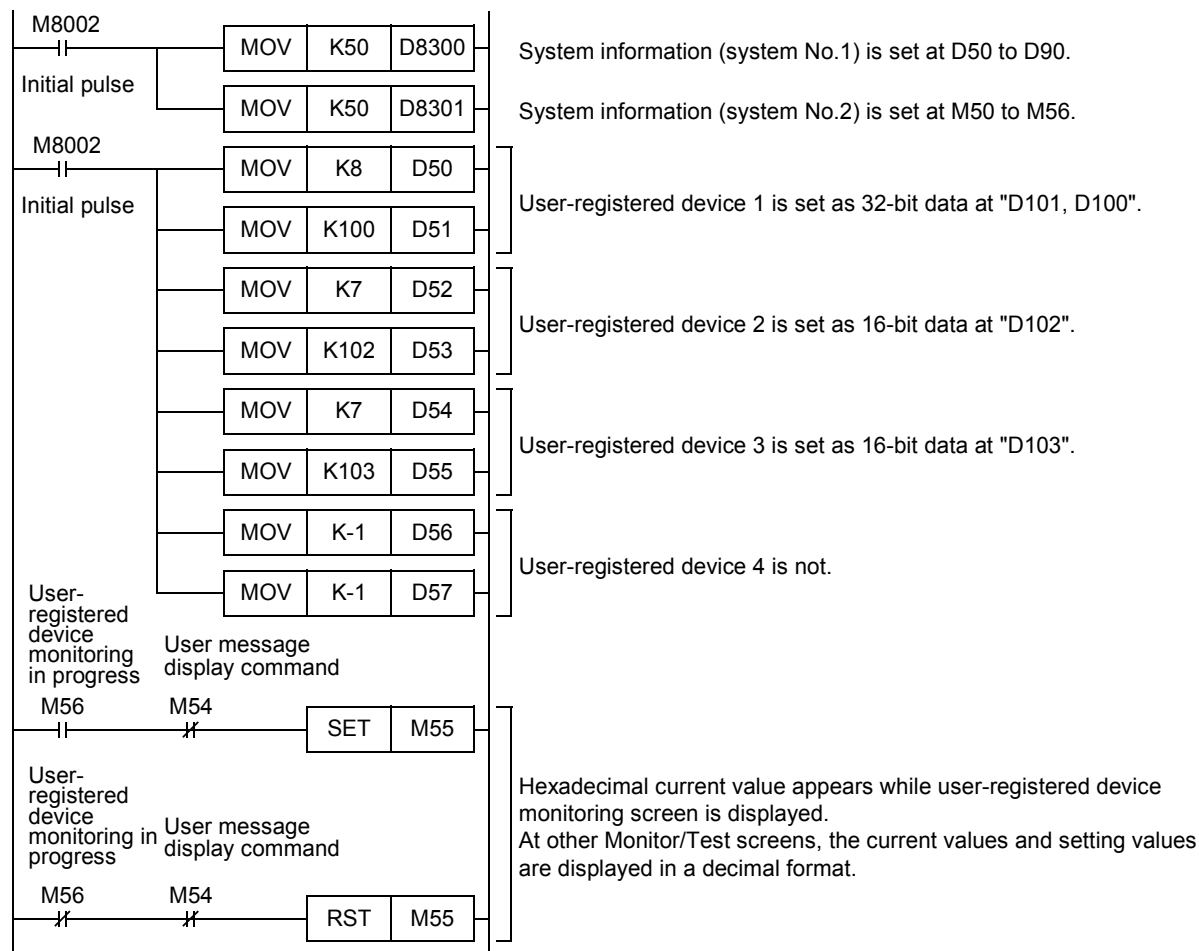 M8002
MOV K50 D8300
System information (system No.1) is set at D50 to D90.
Initial pulse
MOV K50 D8301
System information (system No.2) is set at M50 to M56.
M8002
MOV K8 D50
Initial pulse
User-registered device 1 is set as 32-bit data at "D101, D100".
MOV K100 D51
MOV K7 D52
User-registered device 2 is set as 16-bit data at "D102".
MOV K102 D53
MOV K7 D54
User-registered device 3 is set as 16-bit data at "D103".
MOV K103 D55
MOV K-1 D56
User-registered device 4 is not.
MOV K-1 D57
User-
registered
device
monitoring
in progress
User message
display command
M56 M54
SET M55
User-
registered
device
monitoring in
progress
User message
display command
Hexadecimal current value appears while user-registered device
monitoring screen is displayed.
At other Monitor/Test screens, the current values and setting values
are displayed in a decimal format.
M56 M54
RST M55